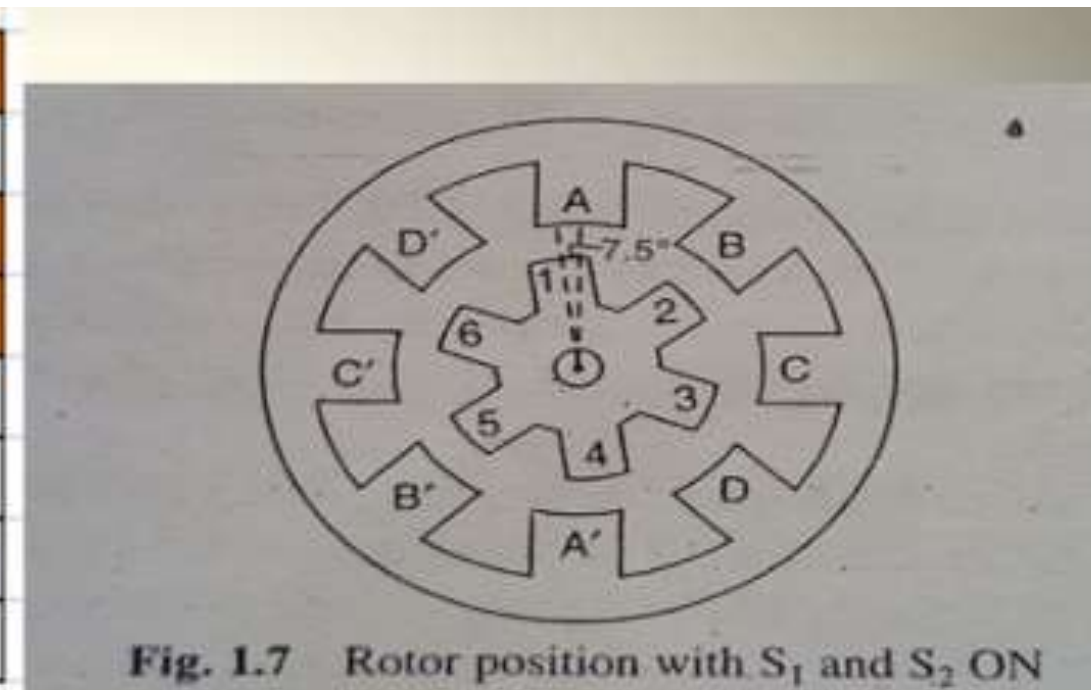 A
7.5°
D′
B
1
2
6
C′
C
3
5
4
B′
D
A′
Fig. 1.7 Rotor position with S₁ and S₂ ON